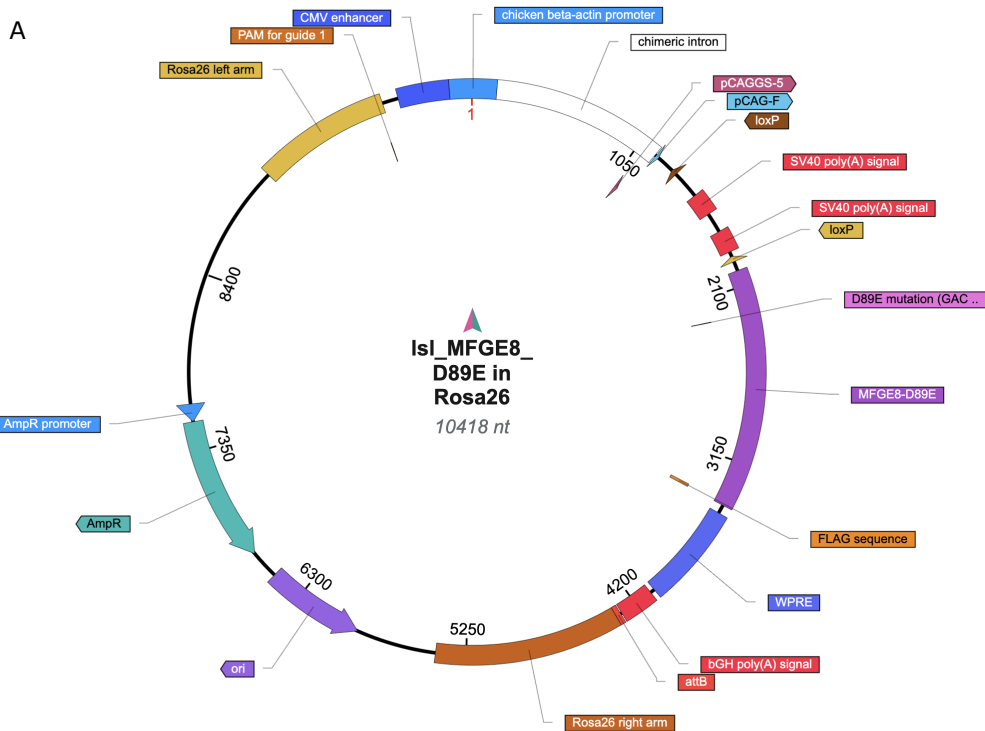 A
CMV enhancer
chicken beta-actin promoter
PAM for guide 1
chimeric intron
Rosa26 left arm
pCAGGS-5
pCAG-F
loxP
1
1050
SV40 poly(A) signal
SV40 poly(A) signal
loxP
8400
2100
D89E mutation (GAC ..
lsl_MFGE8_
D89E in
Rosa26
10418 nt
MFGE8-D89E
AmpR promoter
7350
3150
AmpR
FLAG sequence
6300
4200
WPRE
5250
ori
bGH poly(A) signal
attB
Rosa26 right arm